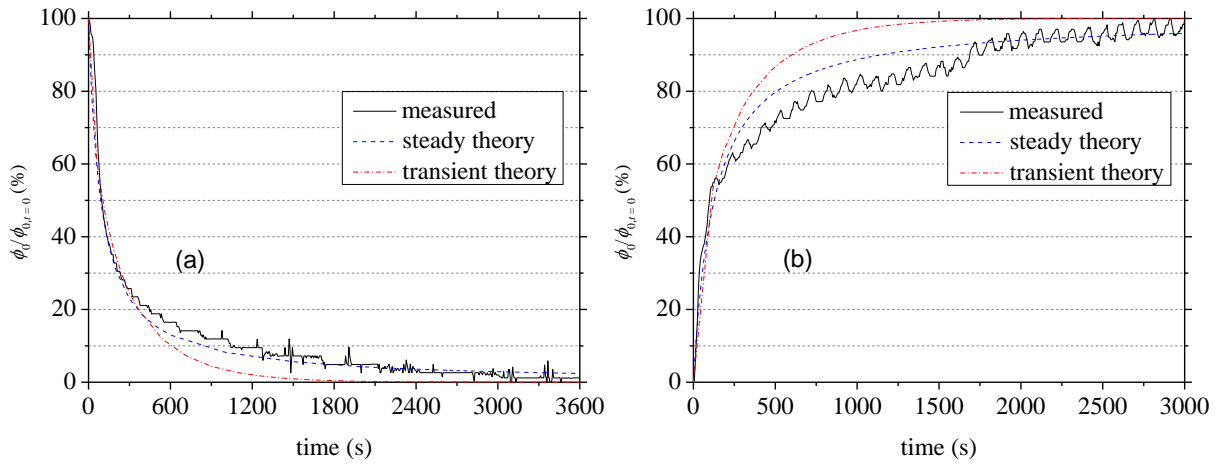 100
80
60
40
20
0
ϕ0/ϕ0,t = 0 (%)
measured
steady theory
transient theory
(a)
0 600 1200 1800 2400 3000 3600
time (s)
100
80
60
40
20
0
ϕ0/ϕ0,t = 0 (%)
measured
steady theory
transient theory
(b)
0 500 1000 1500 2000 2500 3000
time (s)